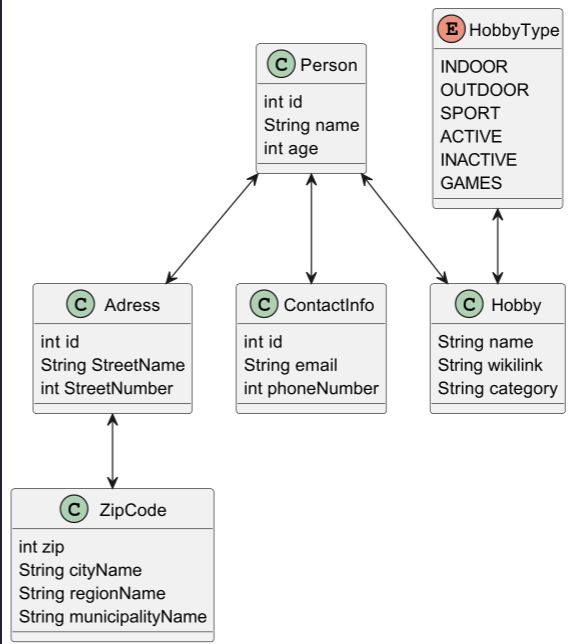 E HobbyType
INDOOR
OUTDOOR
SPORT
ACTIVE
INACTIVE
GAMES
C Person
int id
String name
int age
C Adress
int id
String StreetName
int StreetNumber
C ContactInfo
int id
String email
int phoneNumber
C Hobby
String name
String wikilink
String category
C ZipCode
int zip
String cityName
String regionName
String municipalityName